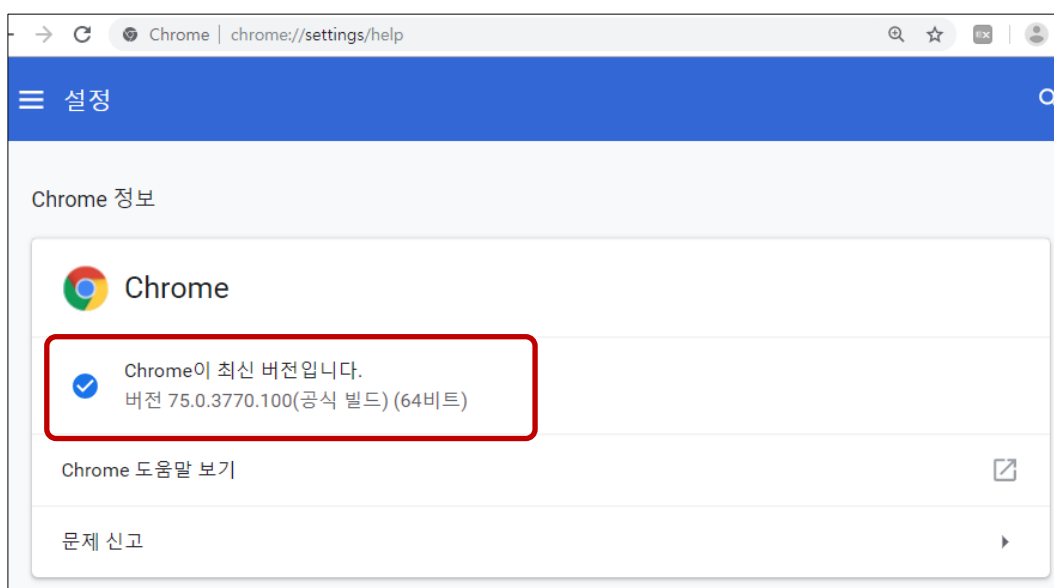 Chrome | chrome://settings/help
EX
설정
Chrome 정보
Chrome
Chrome이 최신 버전입니다.
버전 75.0.3770.100(공식 빌드) (64비트)
Chrome 도움말 보기
문제 신고